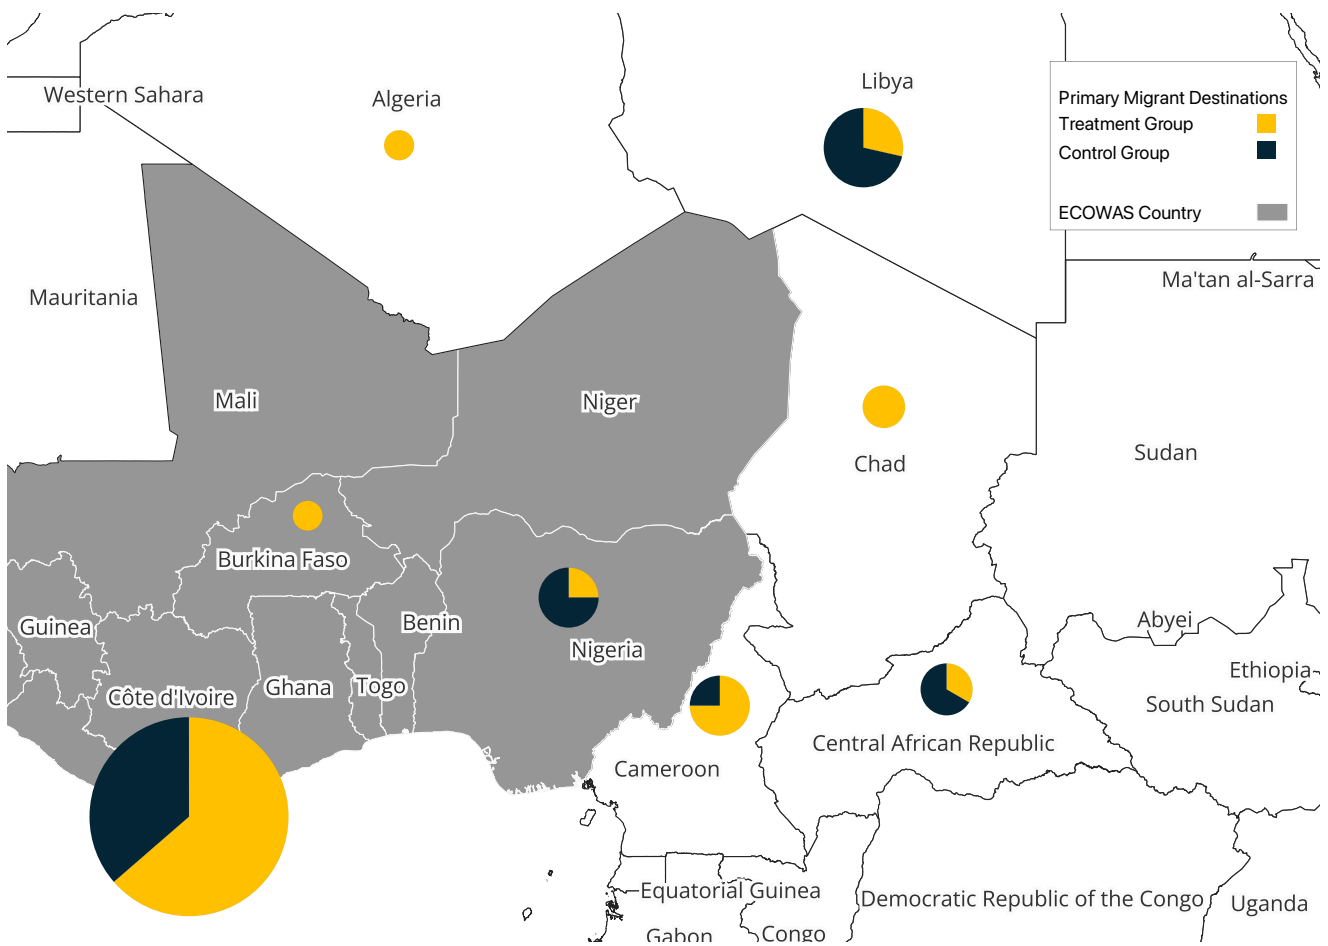 Western Sahara
Algeria
Libya
Primary Migrant Destinations
Treatment Group
Control Group
ECOWAS Country
Ma'tan al-Sarra
Mauritania
Mali
Niger
Chad
Sudan
Burkina Faso
Guinea
Benin
Nigeria
Abyei
Ethiopia
Côte d'Ivoire
Ghana
Togo
South Sudan
Central African Republic
Cameroon
Equatorial Guinea
Democratic Republic of the Congo
Uganda
Gabon
Congo